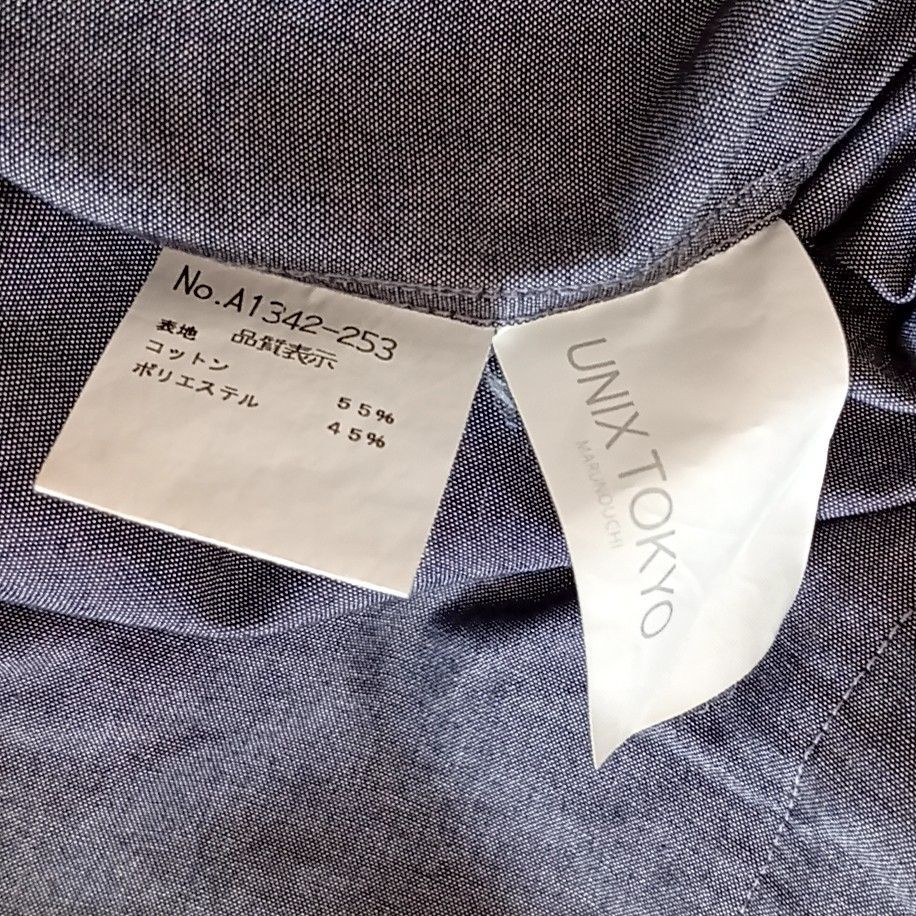 No.A1342-253
品質表示
表地
コットン 55%
ポリエステル 45%
UNIX TOKYO
MARUNOUCHI